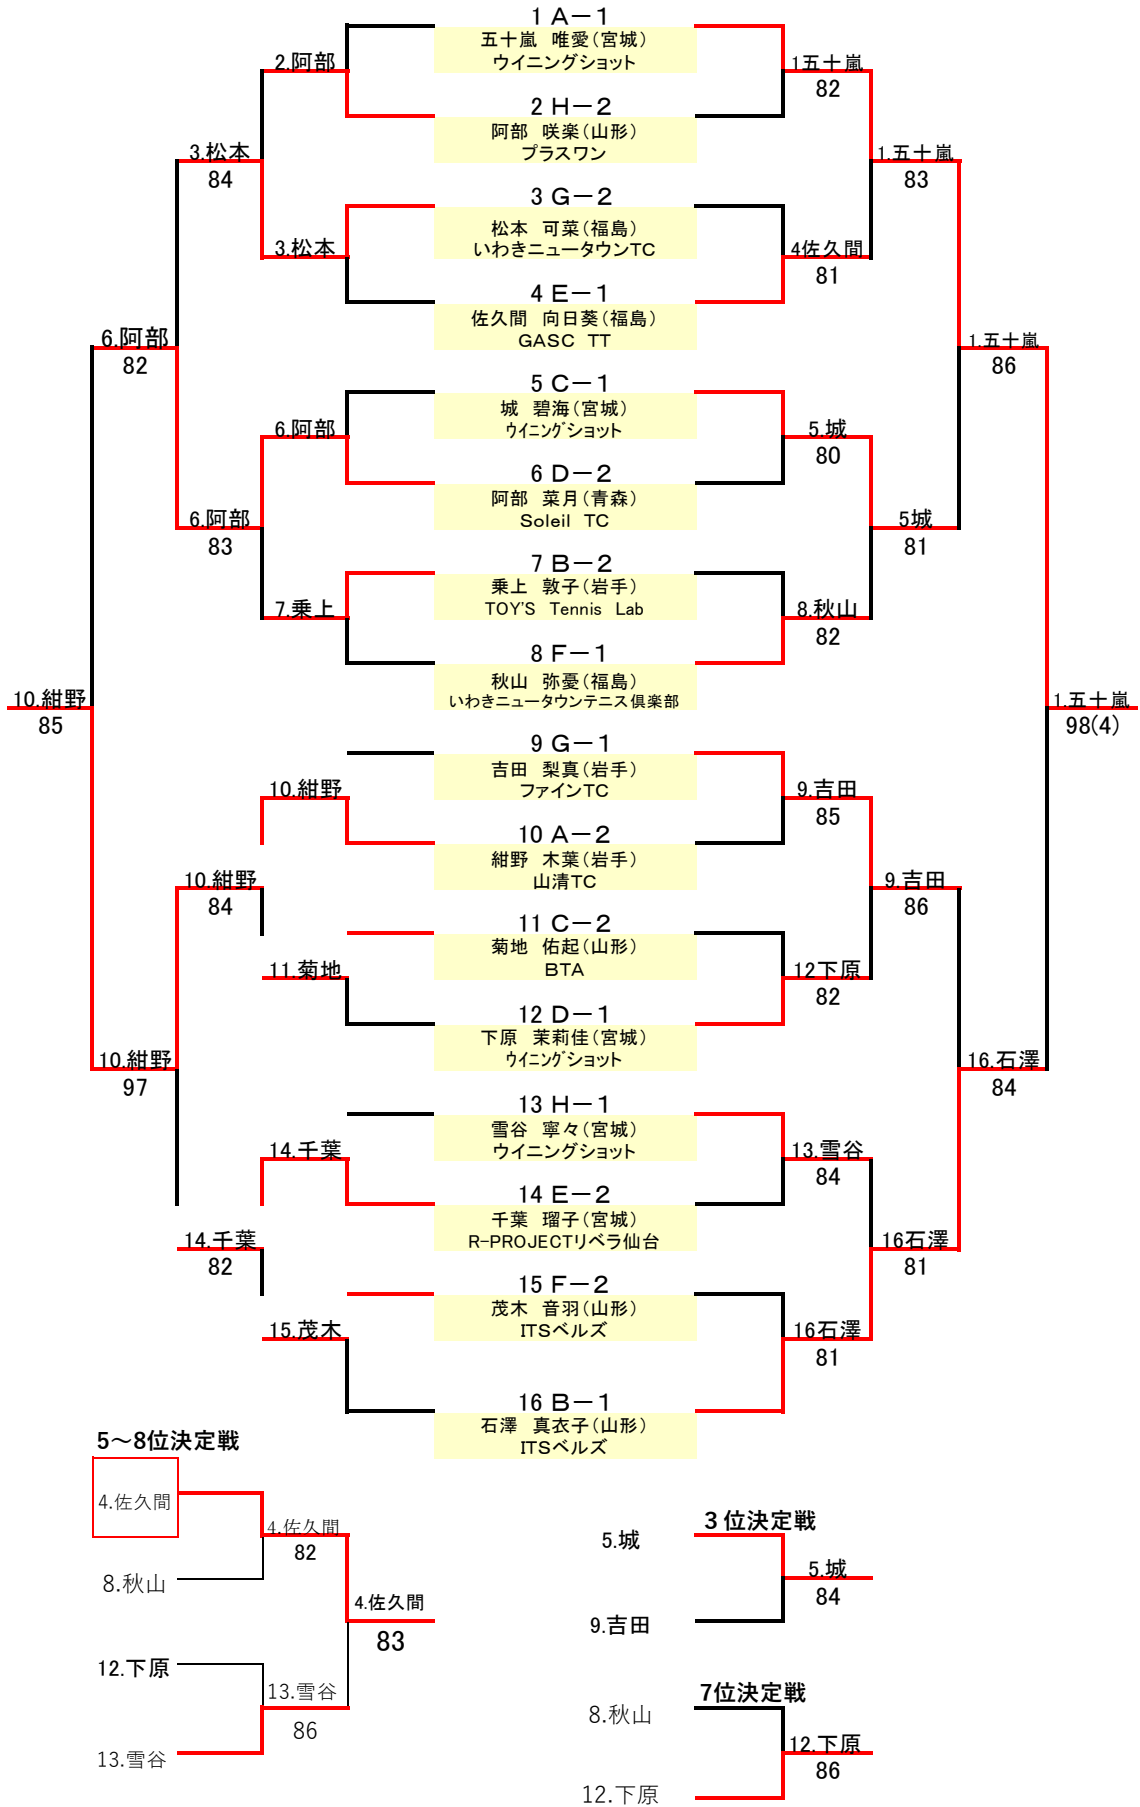 1 A－1
五十嵐　唯愛（宮城）
ウイニングショット
2.阿部
1五十嵐
82
2 H－2
阿部　咲楽（山形）
プラスワン
3.松本
84
1.五十嵐
83
3 G－2
松本　可菜（福島）
いわきニュータウンTC
3.松本
4佐久間
81
4 E－1
佐久間　向日葵（福島）
GASC　TT
6.阿部
82
1.五十嵐
86
5 C－1
城　碧海（宮城）
ウイニングショット
6.阿部
5.城
80
6 D－2
阿部　菜月（青森）
Soleil　TC
6.阿部
83
5城
81
7 B－2
乗上　敦子（岩手）
TOY'S　Tennis　Lab
7.乗上
8.秋山
82
8 F－1
秋山　弥憂（福島）
いわきニュータウンテニス倶楽部
10.紺野
85
1.五十嵐
98(4)
9 G－1
吉田　梨真（岩手）
ファインTC
10.紺野
9.吉田
85
10 A－2
紺野　木葉（岩手）
山清TC
10.紺野
84
9.吉田
86
11 C－2
菊地　佑起（山形）
BTA
11.菊地
12下原
82
12 D－1
下原　茉莉佳（宮城）
ウイニングショット
10.紺野
97
16.石澤
84
13 H－1
雪谷　寧々（宮城）
ウイニングショット
14.千葉
13.雪谷
84
14 E－2
千葉　瑠子（宮城）
R-PROJECTリベラ仙台
14.千葉
82
16石澤
81
15 F－2
茂木　音羽（山形）
ITSベルズ
15.茂木
16石澤
81
16 B－1
石澤　真衣子（山形）
ITSベルズ
5～8位決定戦
4.佐久間
4.佐久間
82
8.秋山
4.佐久間
83
12.下原
13.雪谷
86
13.雪谷
３位決定戦
5.城
5.城
84
9.吉田
7位決定戦
8.秋山
12.下原
86
12.下原